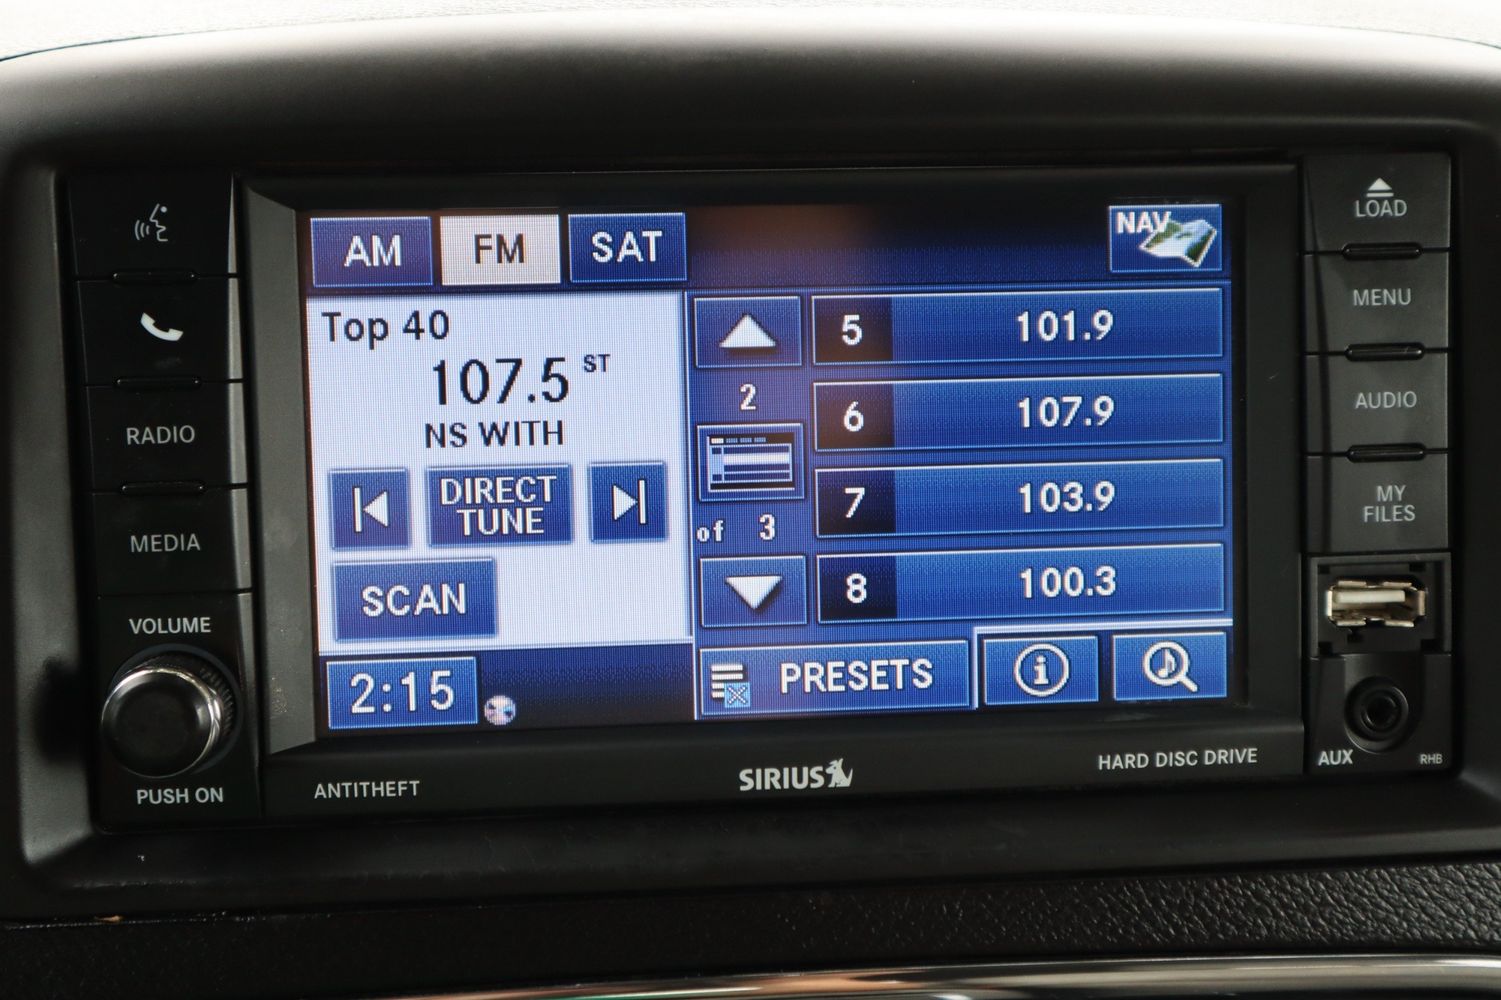 AM
FM
SAT
NAV
Top 40
107.5 ST
NS WITH
DIRECT
TUNE
SCAN
2:15
2
of 3
5 101.9
6 107.9
7 103.9
8 100.3
PRESETS
i
RADIO
MEDIA
VOLUME
PUSH ON
LOAD
MENU
AUDIO
MY
FILES
AUX
RHB
ANTITHEFT
SIRIUS
HARD DISC DRIVE